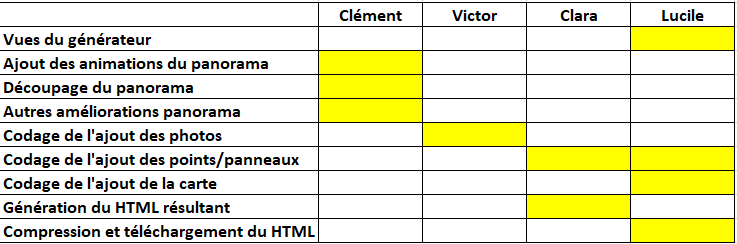 Clément Victor Clara Lucile
Vues du générateur
Ajout des animations du panorama
Découpage du panorama
Autres améliorations panorama
Codage de l'ajout des photos
Codage de l'ajout des points/panneaux
Codage de l'ajout de la carte
Génération du HTML résultant
Compression et téléchargement du HTML